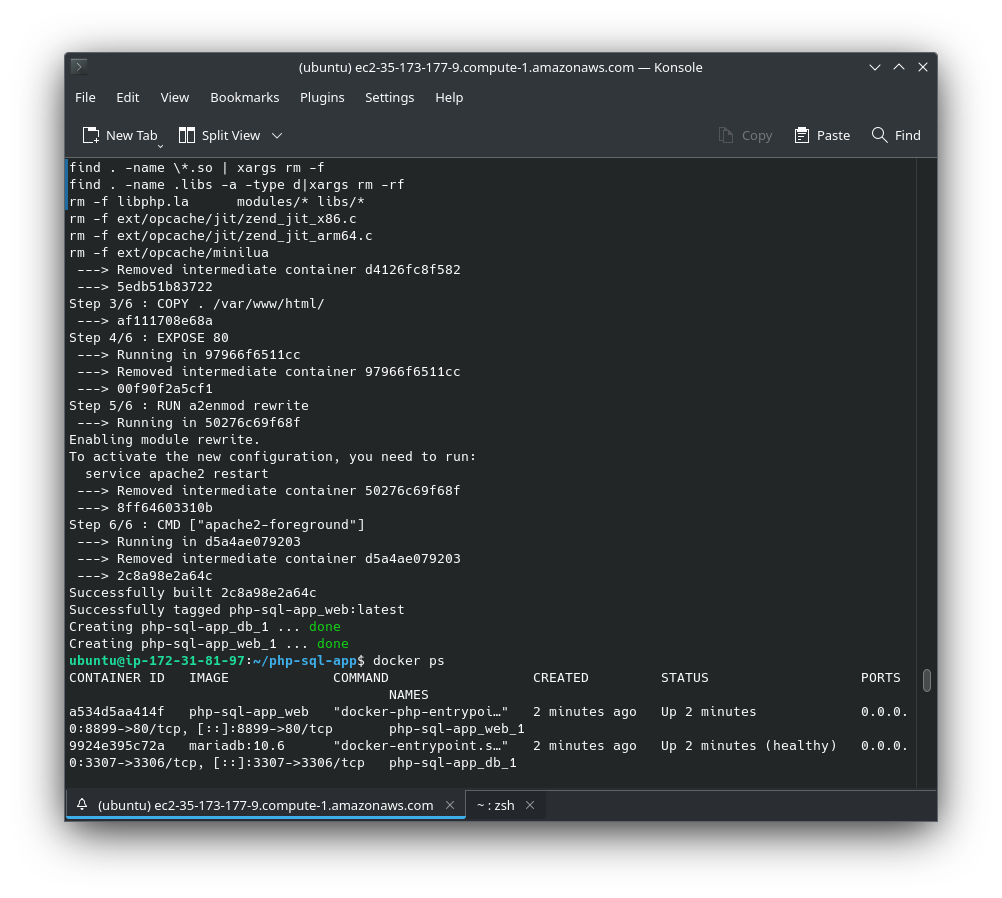 (ubuntu) ec2-35-173-177-9.compute-1.amazonaws.com — Konsole
File Edit View Bookmarks Plugins Settings Help
New Tab Split View Copy Paste Find
find . -name \*.so | xargs rm -f
find . -name .libs -a -type d|xargs rm -rf
rm -f libphp.la      modules/* libs/*
rm -f ext/opcache/jit/zend_jit_x86.c
rm -f ext/opcache/jit/zend_jit_arm64.c
rm -f ext/opcache/minilua
 ---> Removed intermediate container d4126fc8f582
 ---> 5edb51b83722
Step 3/6 : COPY . /var/www/html/
 ---> af111708e68a
Step 4/6 : EXPOSE 80
 ---> Running in 97966f6511cc
 ---> Removed intermediate container 97966f6511cc
 ---> 00f90f2a5cf1
Step 5/6 : RUN a2enmod rewrite
 ---> Running in 50276c69f68f
Enabling module rewrite.
To activate the new configuration, you need to run:
  service apache2 restart
 ---> Removed intermediate container 50276c69f68f
 ---> 8ff64603310b
Step 6/6 : CMD ["apache2-foreground"]
 ---> Running in d5a4ae079203
 ---> Removed intermediate container d5a4ae079203
 ---> 2c8a98e2a64c
Successfully built 2c8a98e2a64c
Successfully tagged php-sql-app_web:latest
Creating php-sql-app_db_1 ... done
Creating php-sql-app_web_1 ... done
ubuntu@ip-172-31-81-97:~/php-sql-app$ docker ps
CONTAINER ID   IMAGE             COMMAND                  CREATED         STATUS                   PORTS
                                        NAMES
a534d5aa414f   php-sql-app_web   "docker-php-entrypoi…"   2 minutes ago   Up 2 minutes             0.0.0.
0:8899->80/tcp, [::]:8899->80/tcp       php-sql-app_web_1
9924e395c72a   mariadb:10.6      "docker-entrypoint.s…"   2 minutes ago   Up 2 minutes (healthy)   0.0.0.
0:3307->3306/tcp, [::]:3307->3306/tcp   php-sql-app_db_1
(ubuntu) ec2-35-173-177-9.compute-1.amazonaws.com ~ : zsh